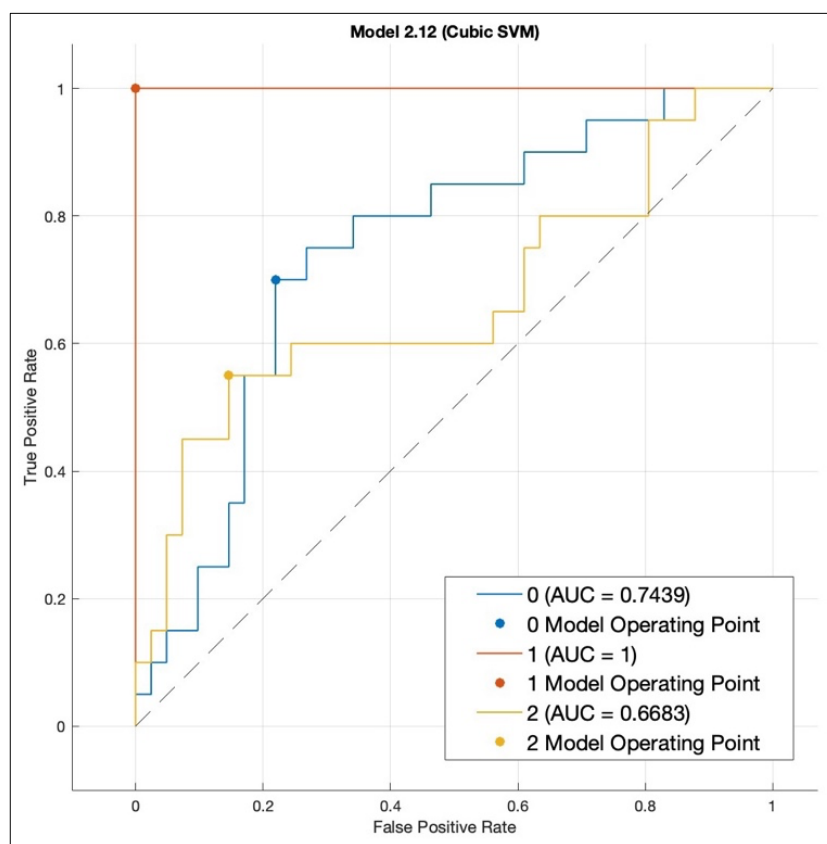 Model 2.12 (Cubic SVM)
1
0.8
0.6
0.4
0.2
0
True Positive Rate
0 (AUC = 0.7439)
0 Model Operating Point
1 (AUC = 1)
1 Model Operating Point
2 (AUC = 0.6683)
2 Model Operating Point
0 0.2 0.4 0.6 0.8 1
False Positive Rate